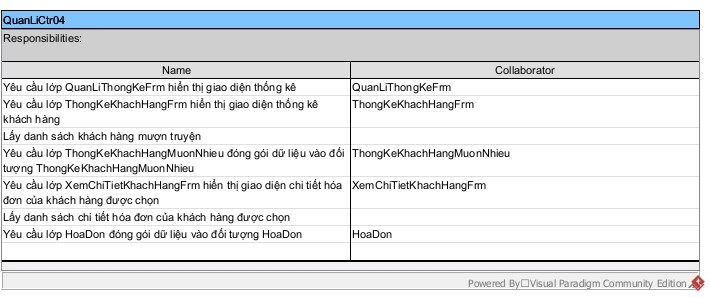 QuanLiCtr04
Responsibilities:
Name
Collaborator
Yêu cầu lớp QuanLiThongKeFrm hiển thị giao diện thống kê
QuanLiThongKeFrm
Yêu cầu lớp ThongKeKhachHangFrm hiển thị giao diện thống kê
khách hàng
ThongKeKhachHangFrm
Lấy danh sách khách hàng mượn truyện
Yêu cầu lớp ThongKeKhachHangMuonNhieu đóng gói dữ liệu vào đối
tượng ThongKeKhachHangMuonNhieu
ThongKeKhachHangMuonNhieu
Yêu cầu lớp XemChiTietKhachHangFrm hiển thị giao diện chi tiết hóa
đơn của khách hàng được chọn
XemChiTietKhachHangFrm
Lấy danh sách chi tiết hóa đơn của khách hàng được chọn
Yêu cầu lớp HoaDon đóng gói dữ liệu vào đối tượng HoaDon
HoaDon
Powered By□Visual Paradigm Community Edition